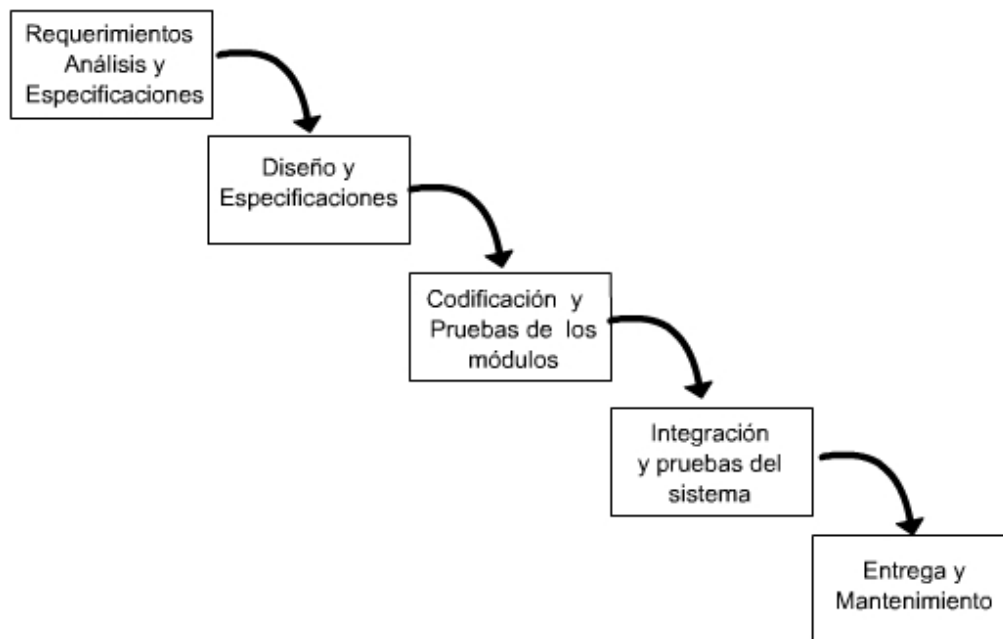 Requerimientos
Análisis y
Especificaciones
Diseño y
Especificaciones
Codificación y
Pruebas de los
módulos
Integración
y pruebas del
sistema
Entrega y
Mantenimiento